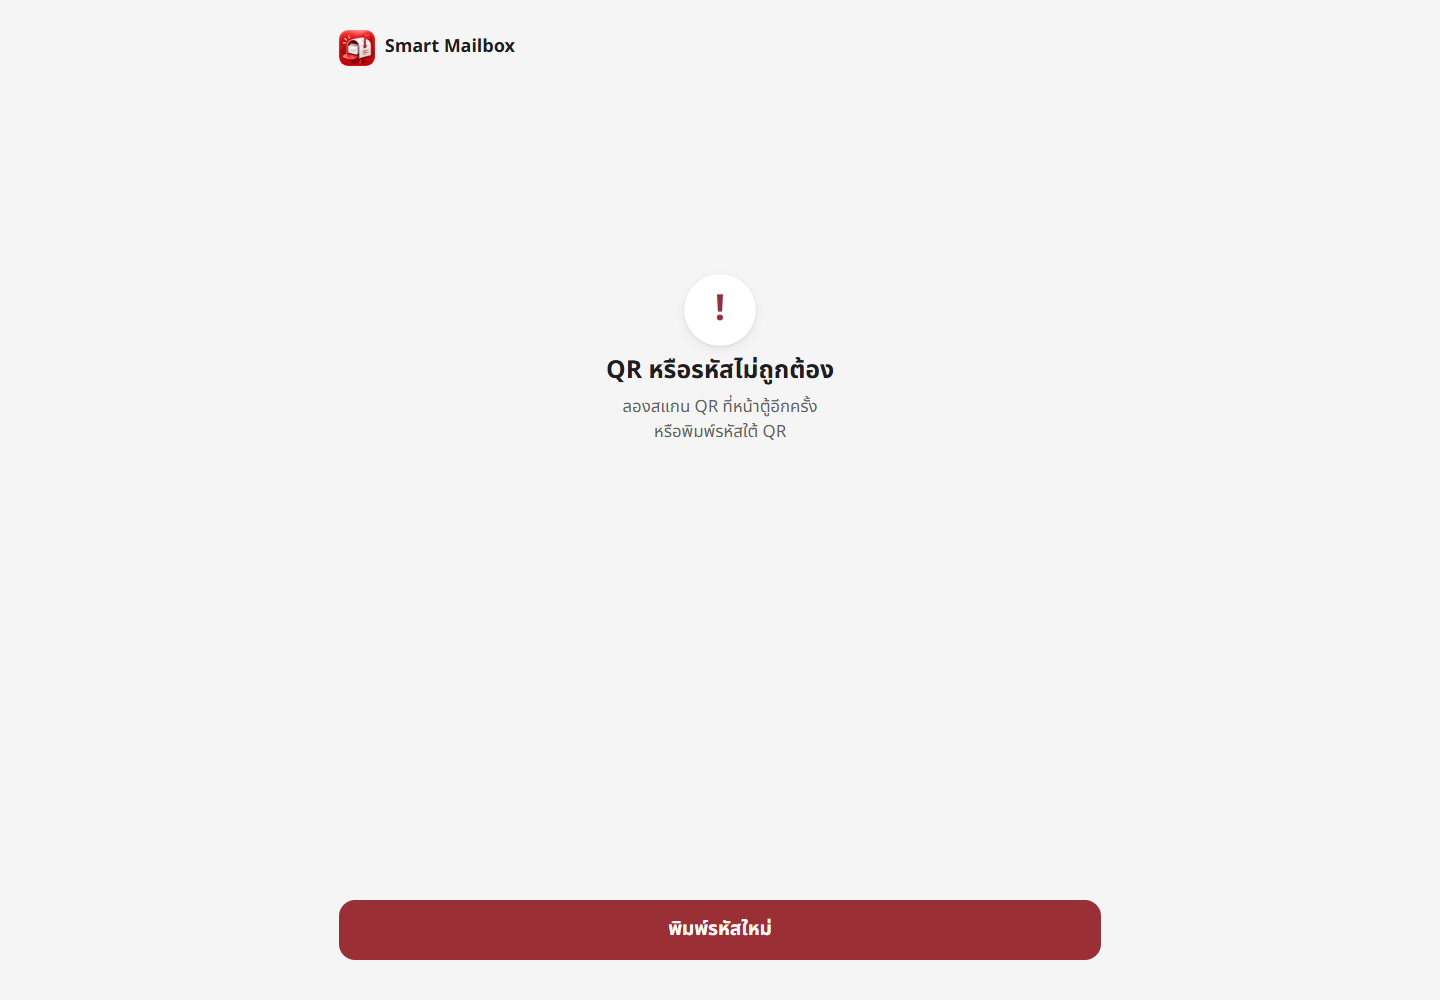 Smart Mailbox
!
QR หรือรหัสไม่ถูกต้อง
ลองสแกน QR ที่หน้าตู้อีกครั้ง
หรือพิมพ์รหัสใต้ QR
พิมพ์รหัสใหม่